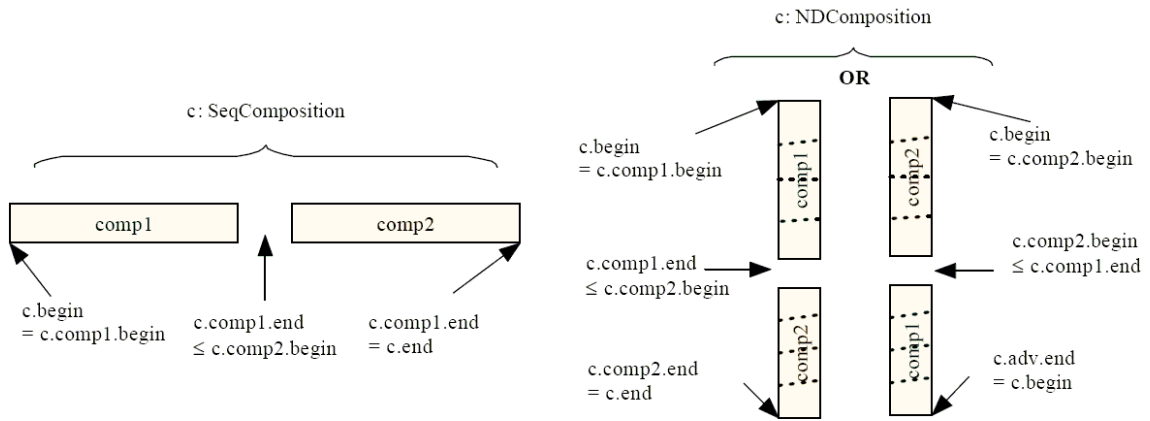 c: SeqComposition
comp1
comp2
c.begin
= c.comp1.begin
c.comp1.end
≤ c.comp2.begin
c.comp1.end
= c.end
c: NDComposition
OR
c.begin
= c.comp1.begin
comp1
comp2
c.begin
= c.comp2.begin
c.comp1.end
≤ c.comp2.begin
c.comp2.begin
≤ c.comp1.end
comp2
comp1
c.comp2.end
= c.end
c.adv.end
= c.begin